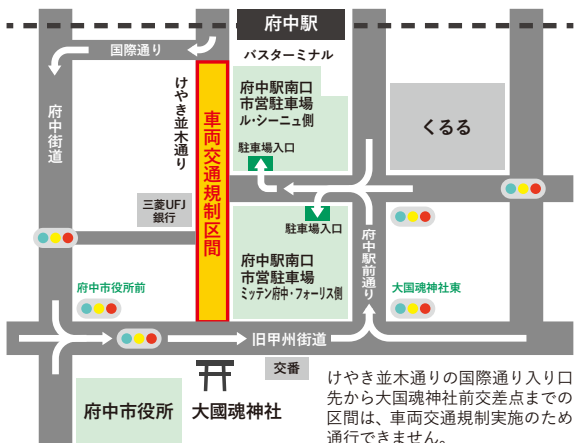 府中駅
国際通り
バスターミナル
府中街道
けやき並木通り
車両交通規制区間
府中駅南口
市営駐車場
ル・シーニュ側
駐車場入口
くるる
三菱UFJ
銀行
駐車場入口
府中駅南口
市営駐車場
ミッテン府中・フォーリス側
府中駅前通り
府中市役所前
大国魂神社東
旧甲州街道
交番
府中市役所
大國魂神社
けやき並木通りの国際通り入り口
先から大國魂神社前交差点までの
区間は、車両交通規制実施のため
通行できません。